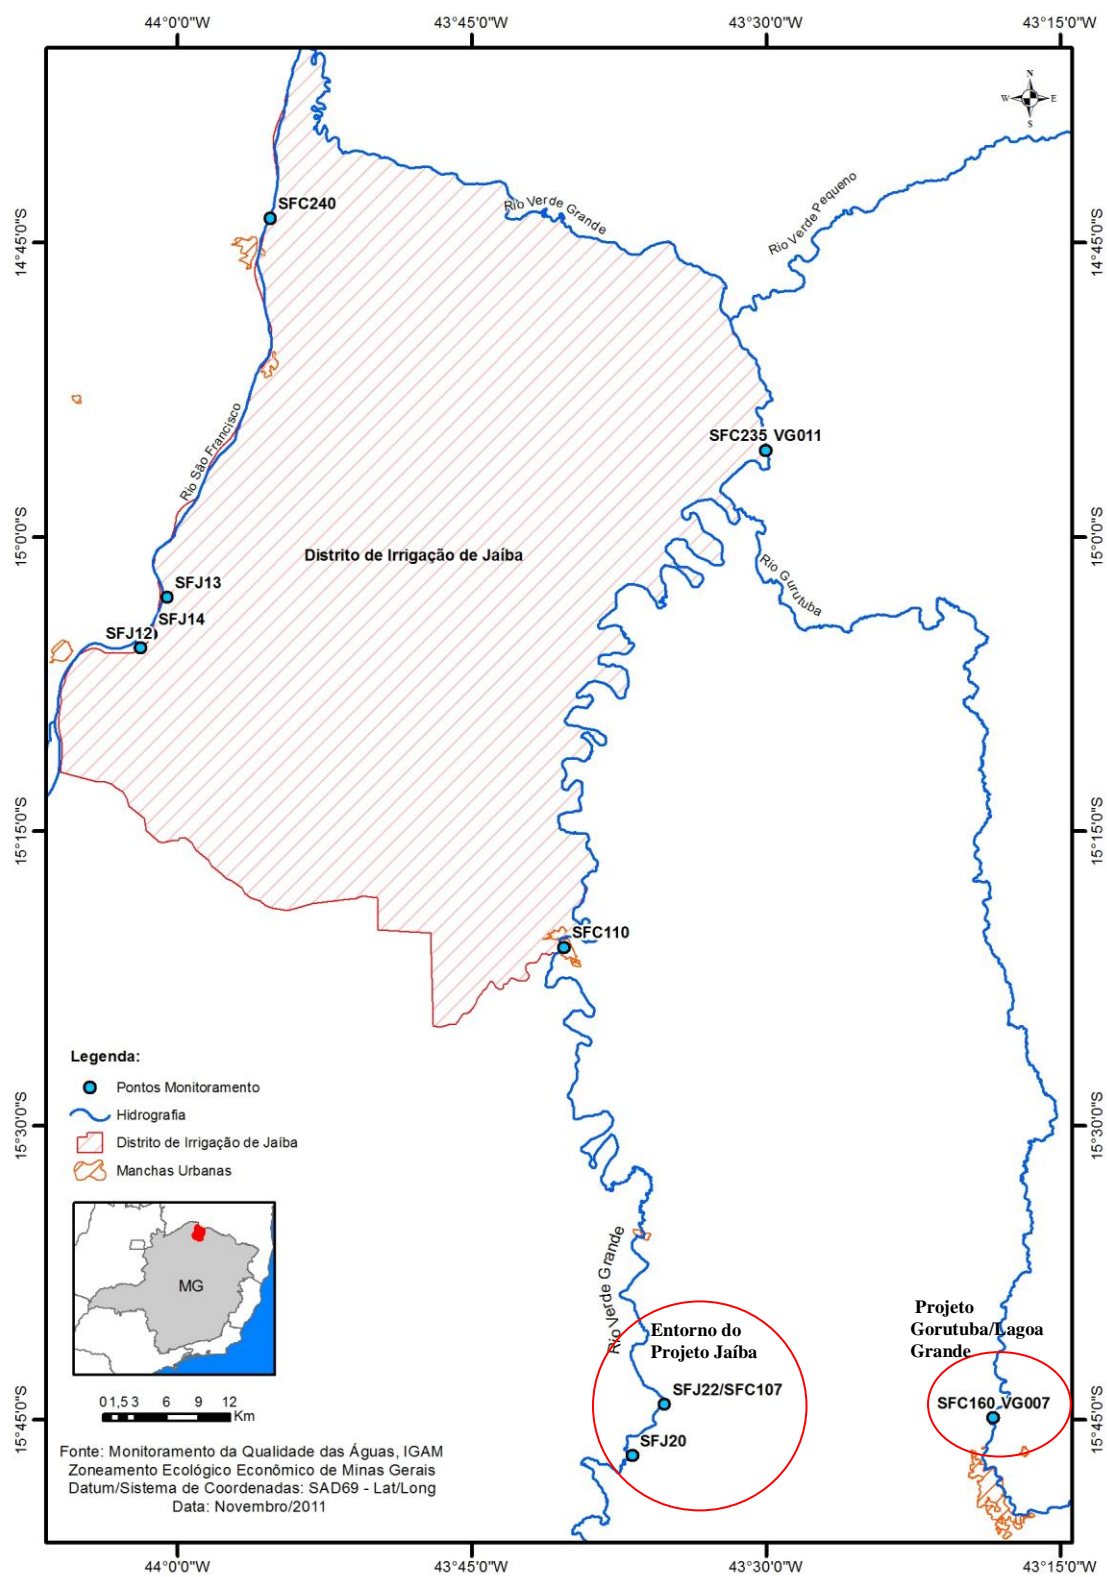 44°0'0"W
43°45'0"W
43°30'0"W
43°15'0"W
N
W
E
S
SFC240
Rio Verde Grande
Rio Verde Pequeno
14°45'0"S
14°45'0"S
SFC235 VG011
Rio São Francisco
15°0'0"S
15°0'0"S
Distrito de Irrigação de Jaíba
Rio Gurutuba
SFJ13
SFJ14
SFJ12
15°15'0"S
15°15'0"S
SFC110
Legenda:
Pontos Monitoramento
Hidrografia
Distrito de Irrigação de Jaíba
Manchas Urbanas
15°30'0"S
15°30'0"S
MG
Rio Verde Grande
Entorno do
Projeto Jaíba
Projeto
Gorutuba/Lagoa
Grande
SFJ22/SFC107
SFC160 VG007
SFJ20
15°45'0"S
15°45'0"S
0 1,5 3 6 9 12
Km
Fonte: Monitoramento da Qualidade das Águas, IGAM
Zoneamento Ecológico Econômico de Minas Gerais
Datum/Sistema de Coordenadas: SAD69 - Lat/Long
Data: Novembro/2011
44°0'0"W
43°45'0"W
43°30'0"W
43°15'0"W